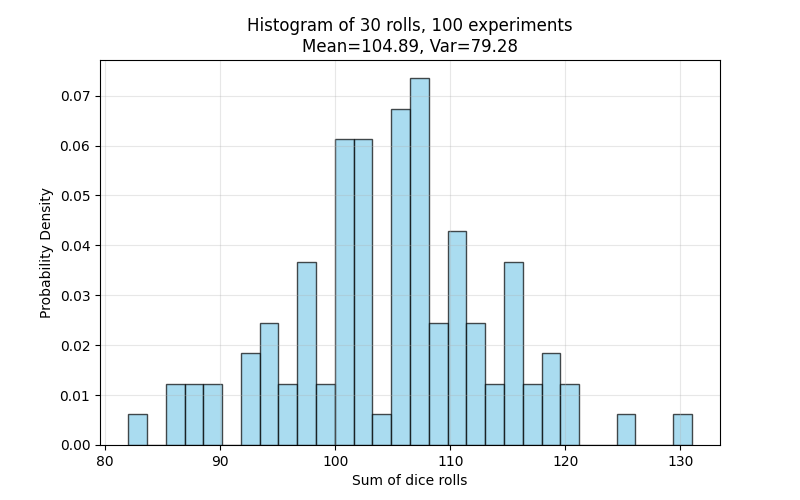 Histogram of 30 rolls, 100 experiments
Mean=104.89, Var=79.28
0.07
0.06
0.05
0.04
0.03
0.02
0.01
0.00
Probability Density
80 90 100 110 120 130
Sum of dice rolls